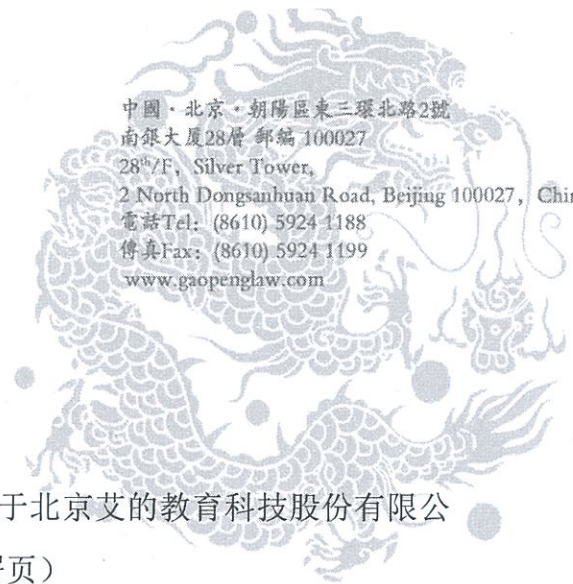 中國·北京·朝陽區東三環北路2號
南銀大厦28層 郵編 100027
28th/F, Silver Tower,
2 North Dongsanhuan Road, Beijing 100027, Chin
電話Tel: (8610) 5924 1188
傳真Fax: (8610) 5924 1199
www.gaopenglaw.com
于北京艾的教育科技股份有限公
页）